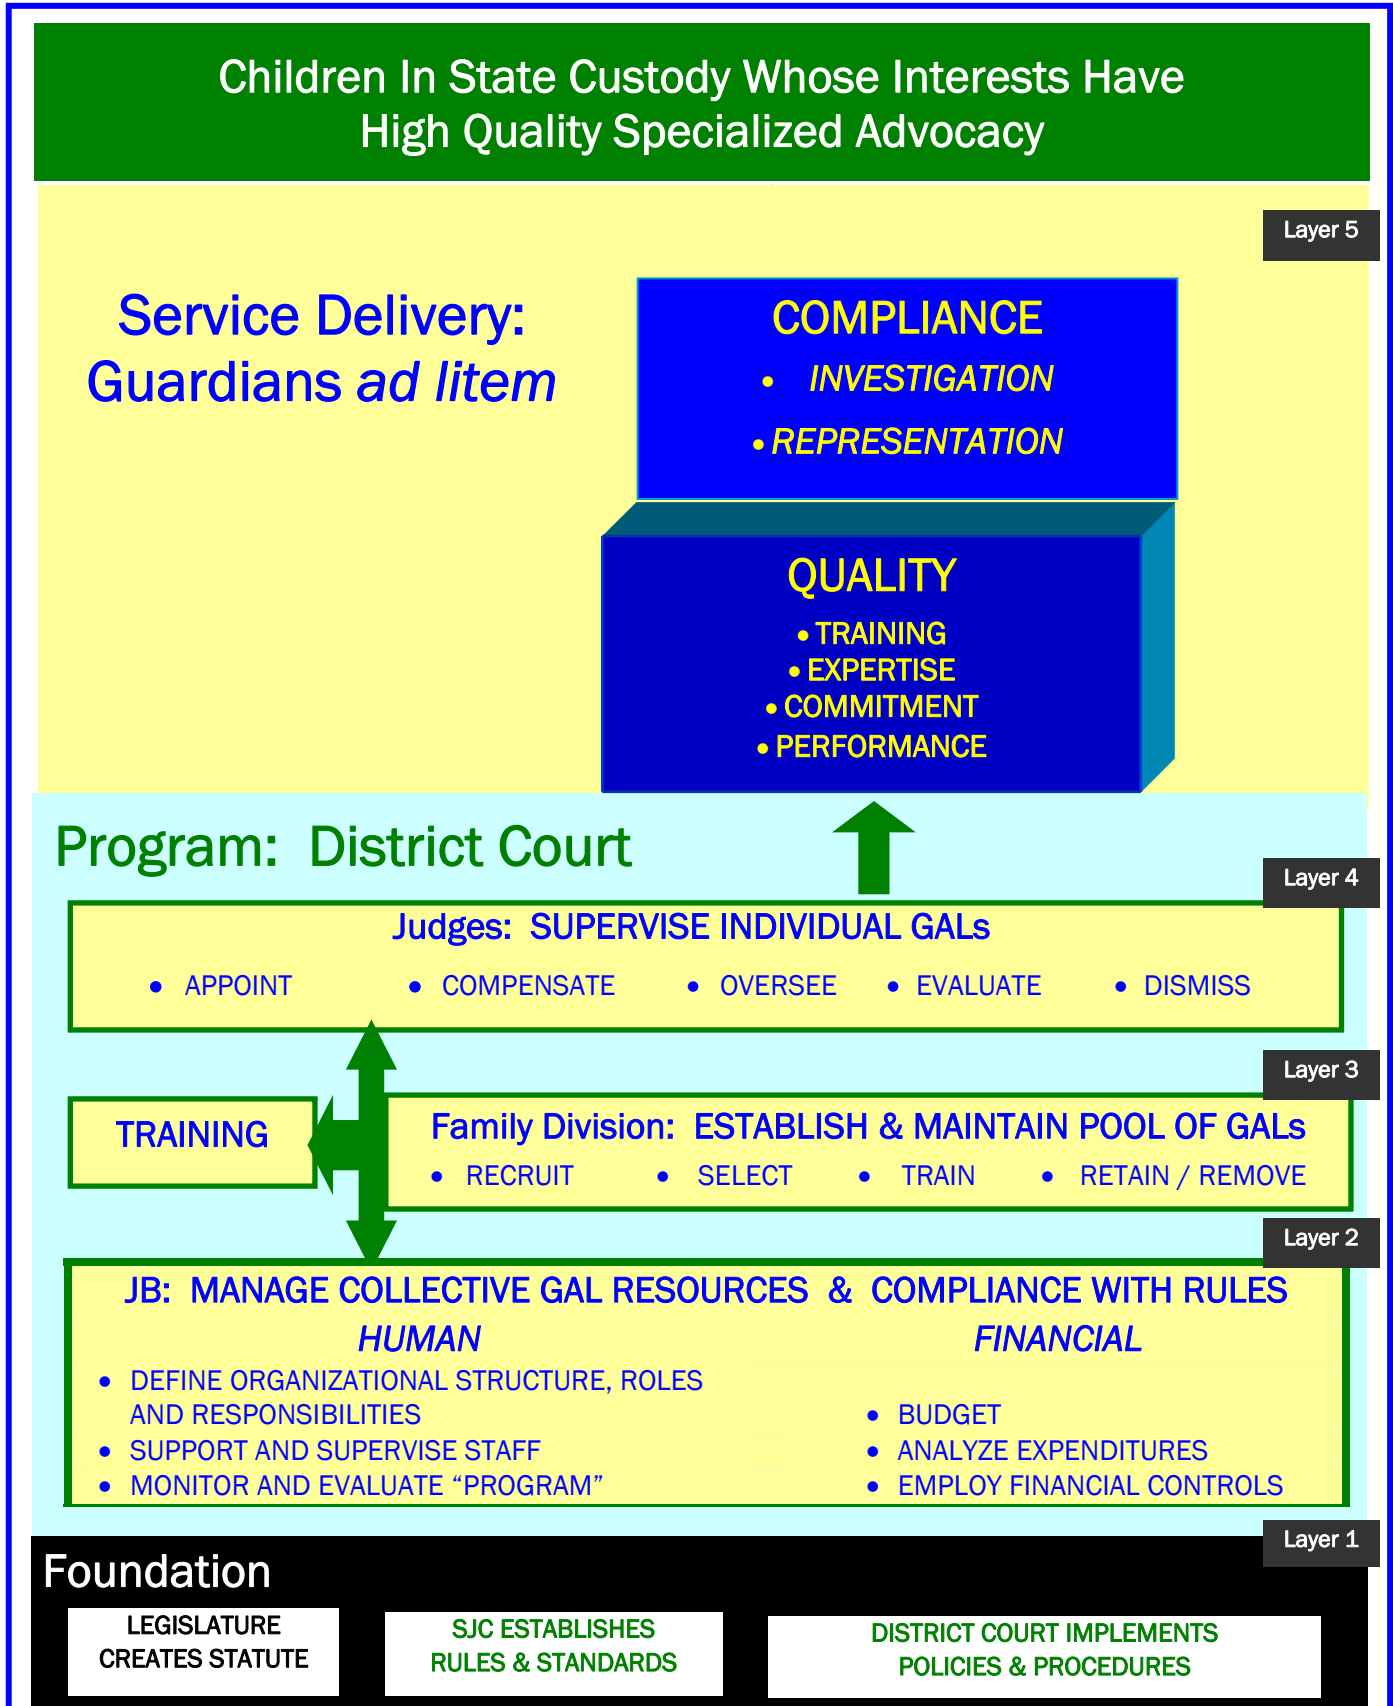 Children In State Custody Whose Interests Have
High Quality Specialized Advocacy
Layer 5
Service Delivery:
Guardians ad litem
COMPLIANCE
• INVESTIGATION
• REPRESENTATION
QUALITY
• TRAINING
• EXPERTISE
• COMMITMENT
• PERFORMANCE
Program: District Court
Layer 4
Judges: SUPERVISE INDIVIDUAL GALs
• APPOINT • COMPENSATE • OVERSEE • EVALUATE • DISMISS
Layer 3
TRAINING
Family Division: ESTABLISH & MAINTAIN POOL OF GALs
• RECRUIT • SELECT • TRAIN • RETAIN / REMOVE
Layer 2
JB: MANAGE COLLECTIVE GAL RESOURCES & COMPLIANCE WITH RULES
HUMAN
• DEFINE ORGANIZATIONAL STRUCTURE, ROLES
AND RESPONSIBILITIES
• SUPPORT AND SUPERVISE STAFF
• MONITOR AND EVALUATE “PROGRAM”
FINANCIAL
• BUDGET
• ANALYZE EXPENDITURES
• EMPLOY FINANCIAL CONTROLS
Layer 1
Foundation
LEGISLATURE
CREATES STATUTE
SJC ESTABLISHES
RULES & STANDARDS
DISTRICT COURT IMPLEMENTS
POLICIES & PROCEDURES